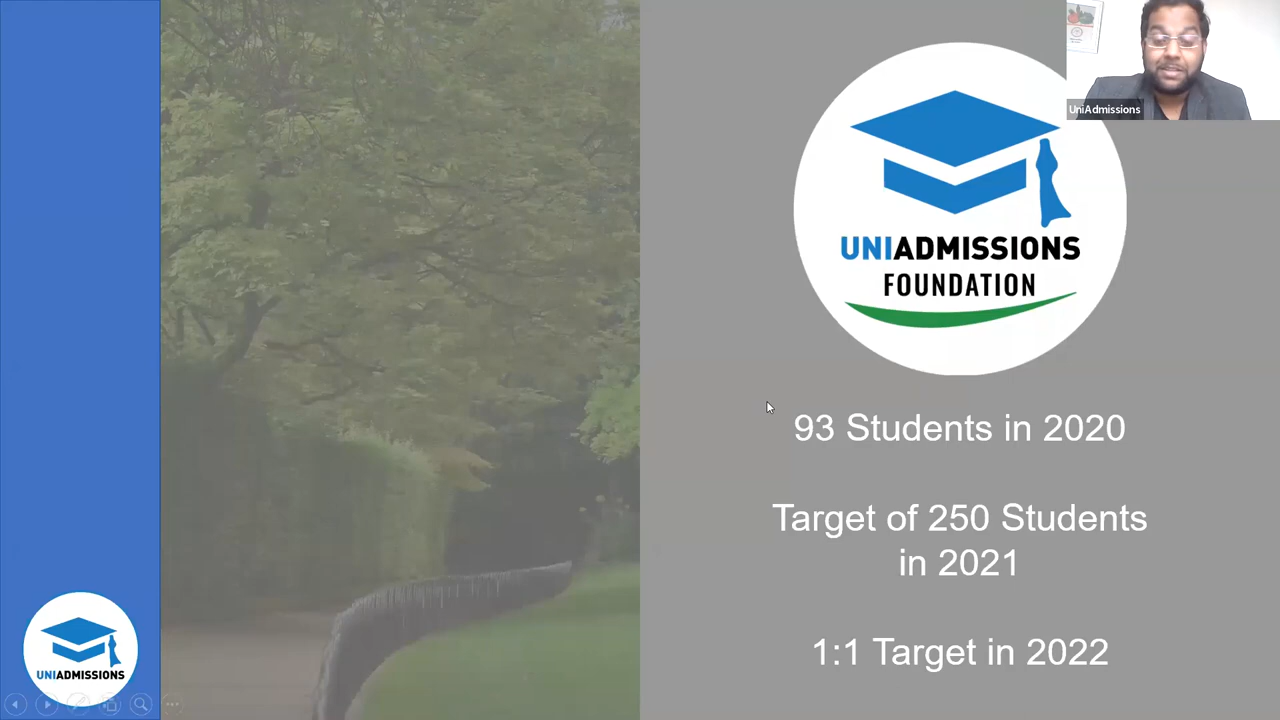 UniAdmissions
UNIADMISSIONS
FOUNDATION
93 Students in 2020
Target of 250 Students
in 2021
1:1 Target in 2022
UNIADMISSIONS